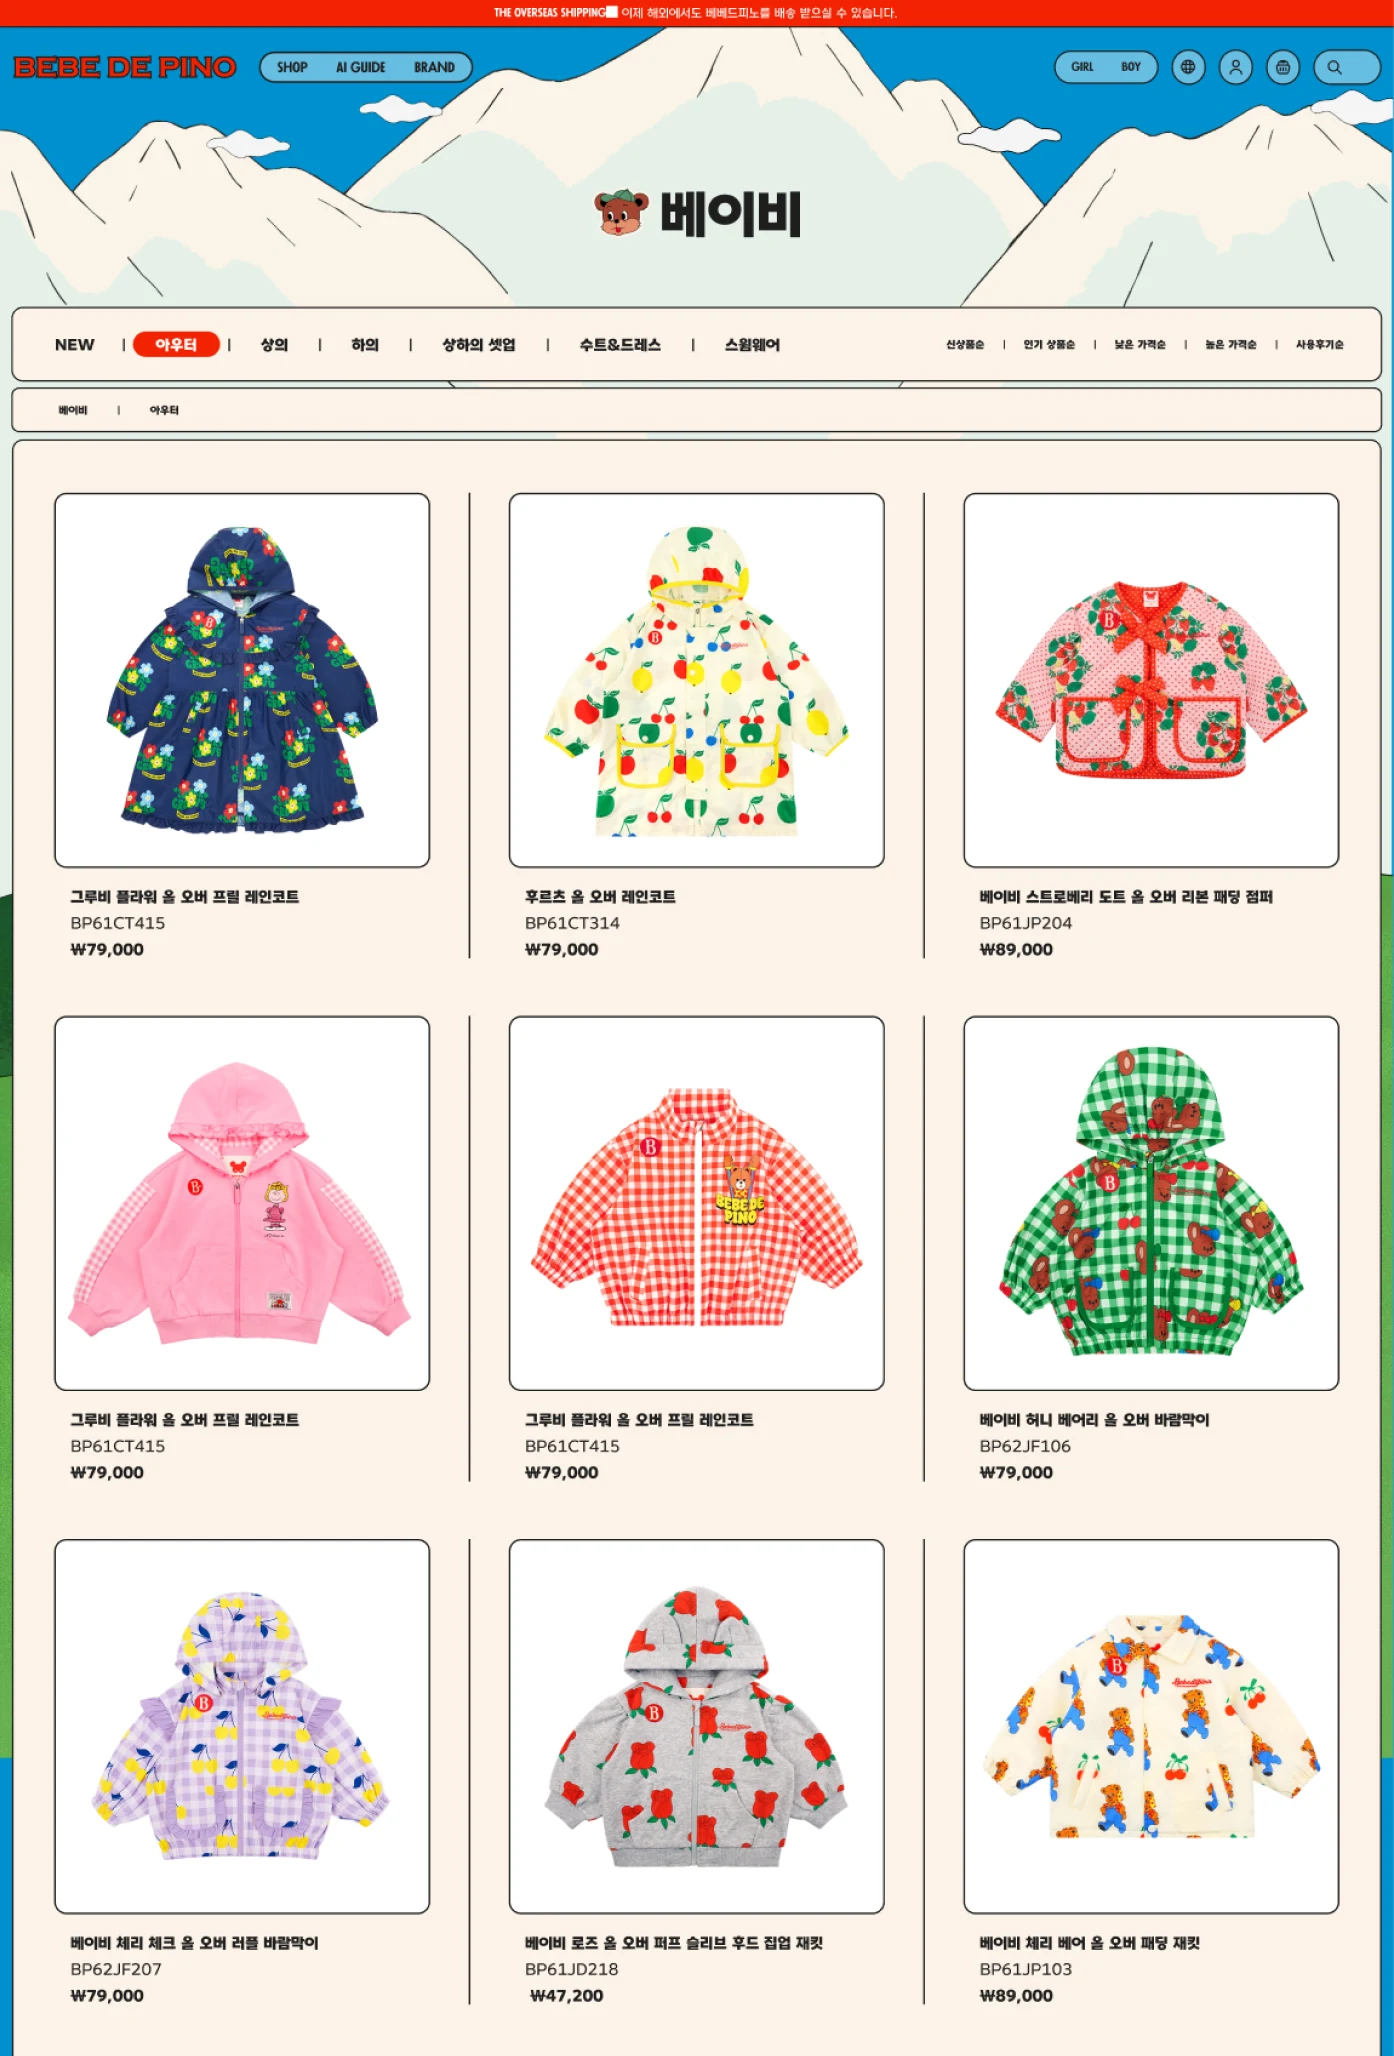 THE OVERSEAS SHIPPING 이제 해외에서도 베베드피노를 배송 받으실 수 있습니다.
BEBE DE PINO
SHOP AI GUIDE BRAND
GIRL BOY
베이비
NEW | 아우터 | 상의 | 하의 | 상하의 셋업 | 수트&드레스 | 스윔웨어
신상품순 | 인기 상품순 | 낮은 가격순 | 높은 가격순 | 사용후기순
베이비 | 아우터
그루비 플라워 올 오버 프릴 레인코트
BP61CT415
₩79,000
후르츠 올 오버 레인코트
BP61CT314
₩79,000
베이비 스트로베리 도트 올 오버 리본 패딩 점퍼
BP61JP204
₩89,000
BEBE DE
PINO
그루비 플라워 올 오버 프릴 레인코트
BP61CT415
₩79,000
그루비 플라워 올 오버 프릴 레인코트
BP61CT415
₩79,000
베이비 허니 베어리 올 오버 바람막이
BP62JF106
₩79,000
베이비 체리 체크 올 오버 러플 바람막이
BP62JF207
₩79,000
베이비 로즈 올 오버 퍼프 슬리브 후드 집업 재킷
BP61JD218
₩47,200
베이비 체리 베어 올 오버 패딩 재킷
BP61JP103
₩89,000